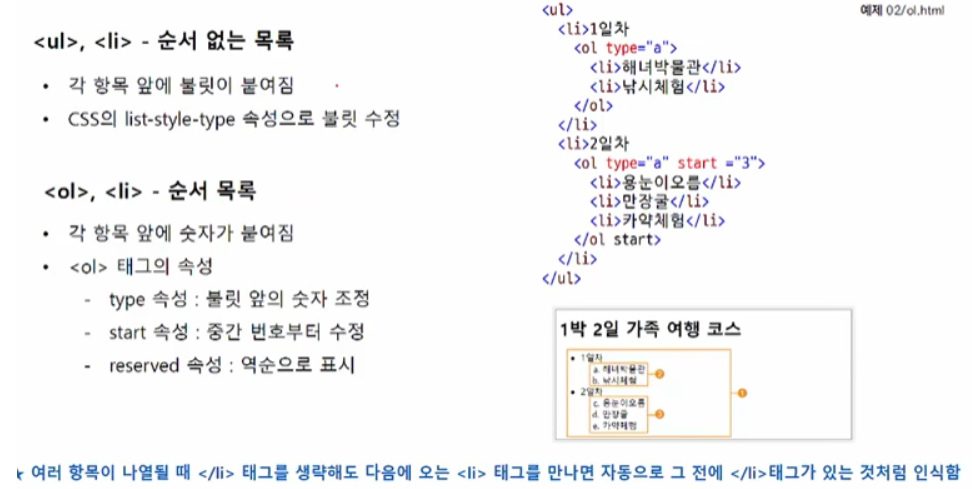 <ul>, <li> - 순서 없는 목록
• 각 항목 앞에 불릿이 붙여짐
• CSS의 list-style-type 속성으로 불릿 수정
<ol>, <li> - 순서 목록
• 각 항목 앞에 숫자가 붙여짐
• <ol> 태그의 속성
- type 속성 : 불릿 앞의 숫자 조정
- start 속성 : 중간 번호부터 수정
- reserved 속성 : 역순으로 표시
예제 02/ol.html
<ul>
<li>1일차
<ol type="a">
<li>해녀박물관</li>
<li>낚시체험</li>
</ol>
</li>
<li>2일차
<ol type="a" start ="3">
<li>용눈이오름</li>
<li>만장굴</li>
<li>카약체험</li>
</ol start>
</li>
</ul>
1박 2일 가족 여행 코스
• 1일차
a. 해녀박물관
b. 낚시체험
2
• 2일차
1
c. 용눈이오름
d. 만장굴
3
e. 카약체험
★ 여러 항목이 나열될 때 </li> 태그를 생략해도 다음에 오는 <li> 태그를 만나면 자동으로 그 전에 </li>태그가 있는 것처럼 인식함